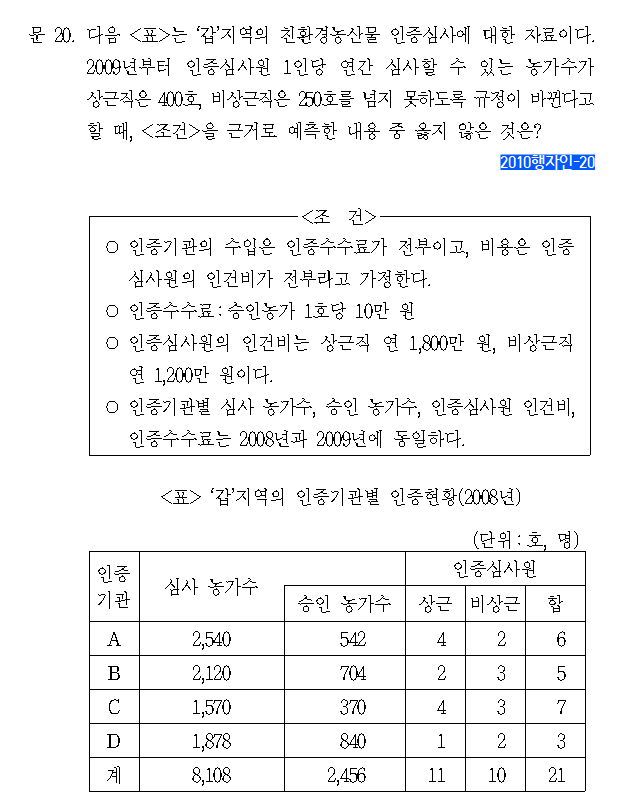 문 20. 다음 <표>는 ‘갑’지역의 친환경농산물 인증심사에 대한 자료이다.
2009년부터 인증심사원 1인당 연간 심사할 수 있는 농가수가
상근직은 400호, 비상근직은 250호를 넘지 못하도록 규정이 바뀐다고
할 때, <조건>을 근거로 예측한 내용 중 옳지 않은 것은?
2010행자인-20
<조 건>
○ 인증기관의 수입은 인증수수료가 전부이고, 비용은 인증
심사원의 인건비가 전부라고 가정한다.
○ 인증수수료 : 승인농가 1호당 10만 원
○ 인증심사원의 인건비는 상근직 연 1,800만 원, 비상근직
연 1,200만 원이다.
○ 인증기관별 심사 농가수, 승인 농가수, 인증심사원 인건비,
인증수수료는 2008년과 2009년에 동일하다.
<표> ‘갑’지역의 인증기관별 인증현황(2008년)
(단위 : 호, 명)
인증 기관 심사 농가수 승인 농가수 인증심사원
상근 비상근 합
A 2,540 542 4 2 6
B 2,120 704 2 3 5
C 1,570 370 4 3 7
D 1,878 840 1 2 3
계 8,108 2,456 11 10 21